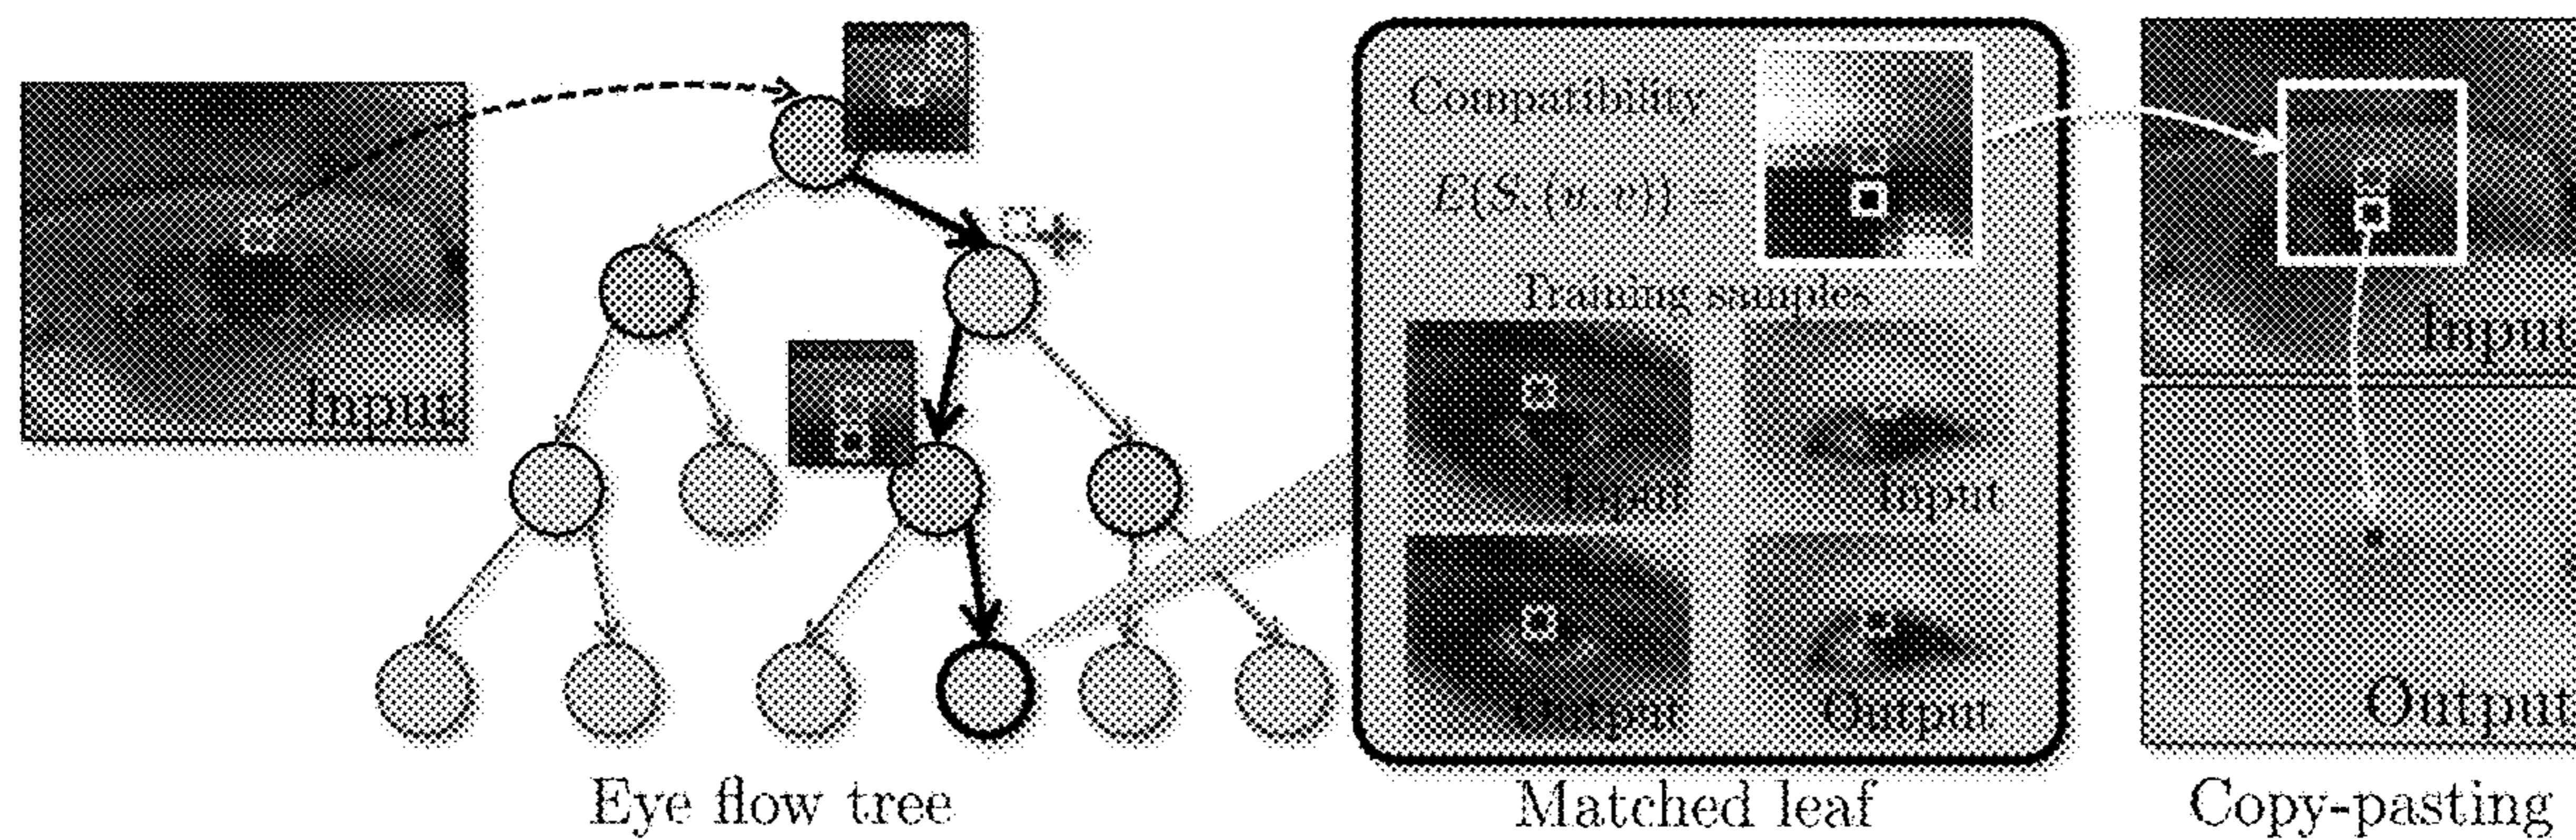 Input
Compatibility
E(S, (u, v)) =
Training samples
Input
Input
Output
Output
Input
Output
Eye flow tree
Matched leaf
Copy-pasting